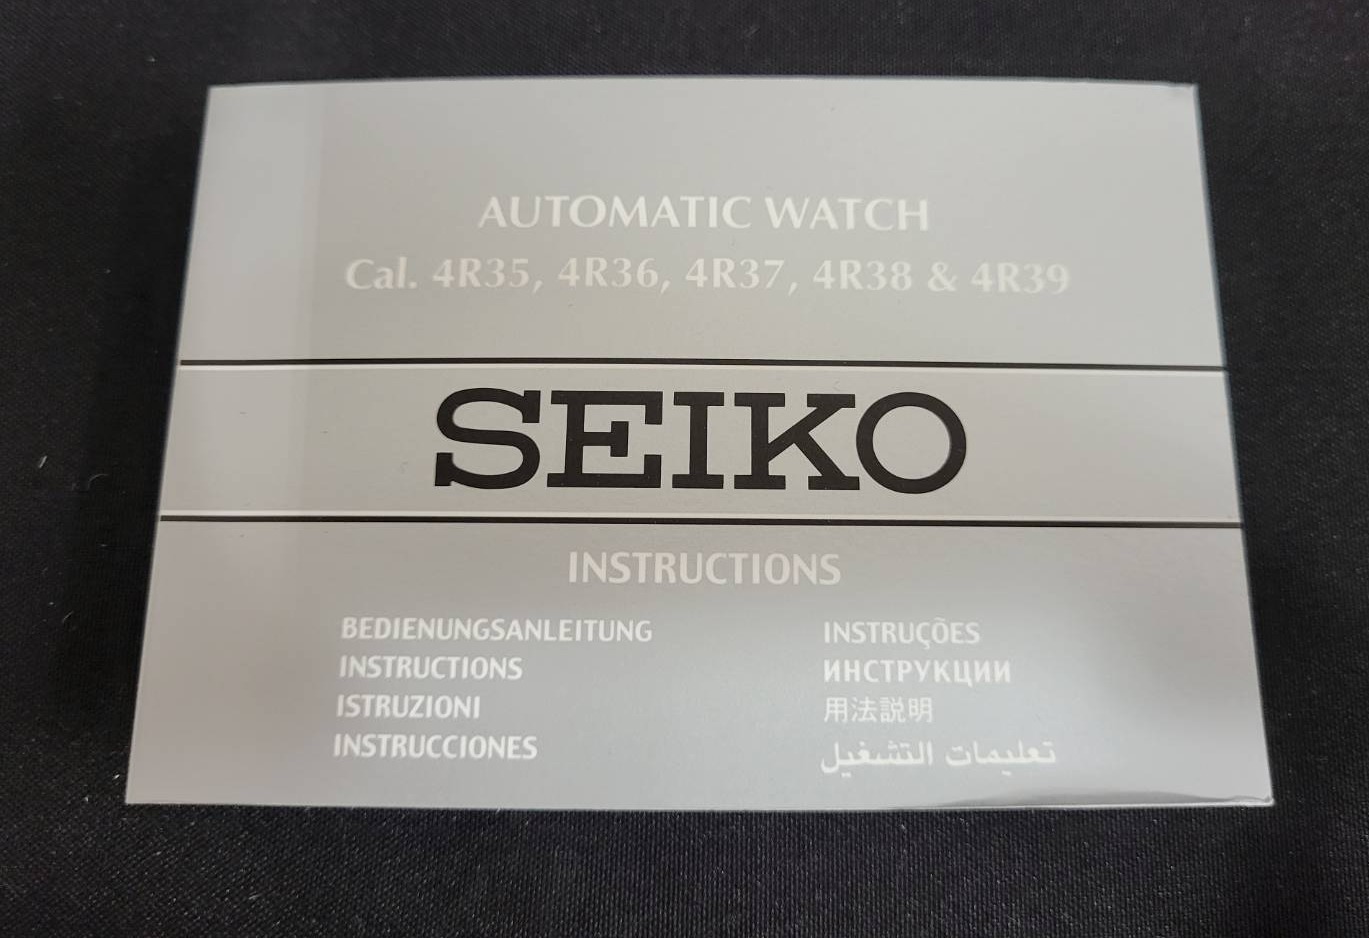 AUTOMATIC WATCH
Cal. 4R35, 4R36, 4R37, 4R38 & 4R39
SEIKO
INSTRUCTIONS
BEDIENUNGSANLEITUNG
INSTRUCTIONS
ISTRUZIONI
INSTRUCCIONES
INSTRUÇÕES
ИНСТРУКЦИИ
用法説明
تعليمات التشغيل